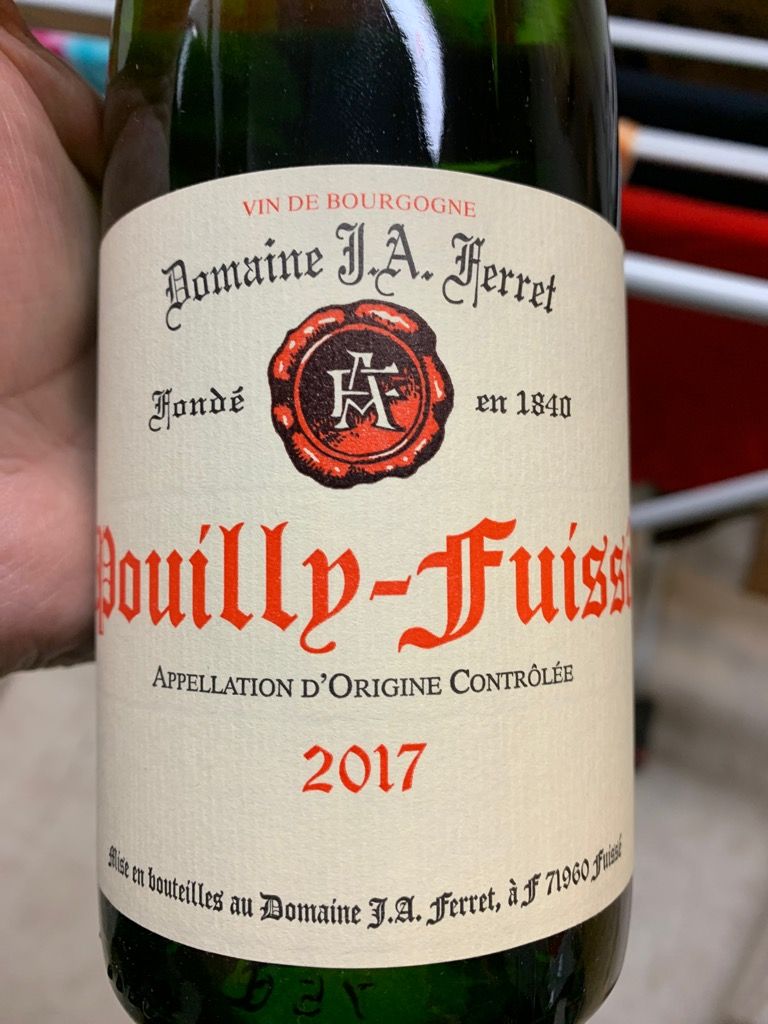 VIN DE BOURGOGNE
Domaine J.A. Ferret
Fondé en 1840
Pouilly-Fuissé
APPELLATION D'ORIGINE CONTRÔLÉE
2017
Mise en bouteilles au Domaine J.A. Ferret, à F 71960 Fuissé